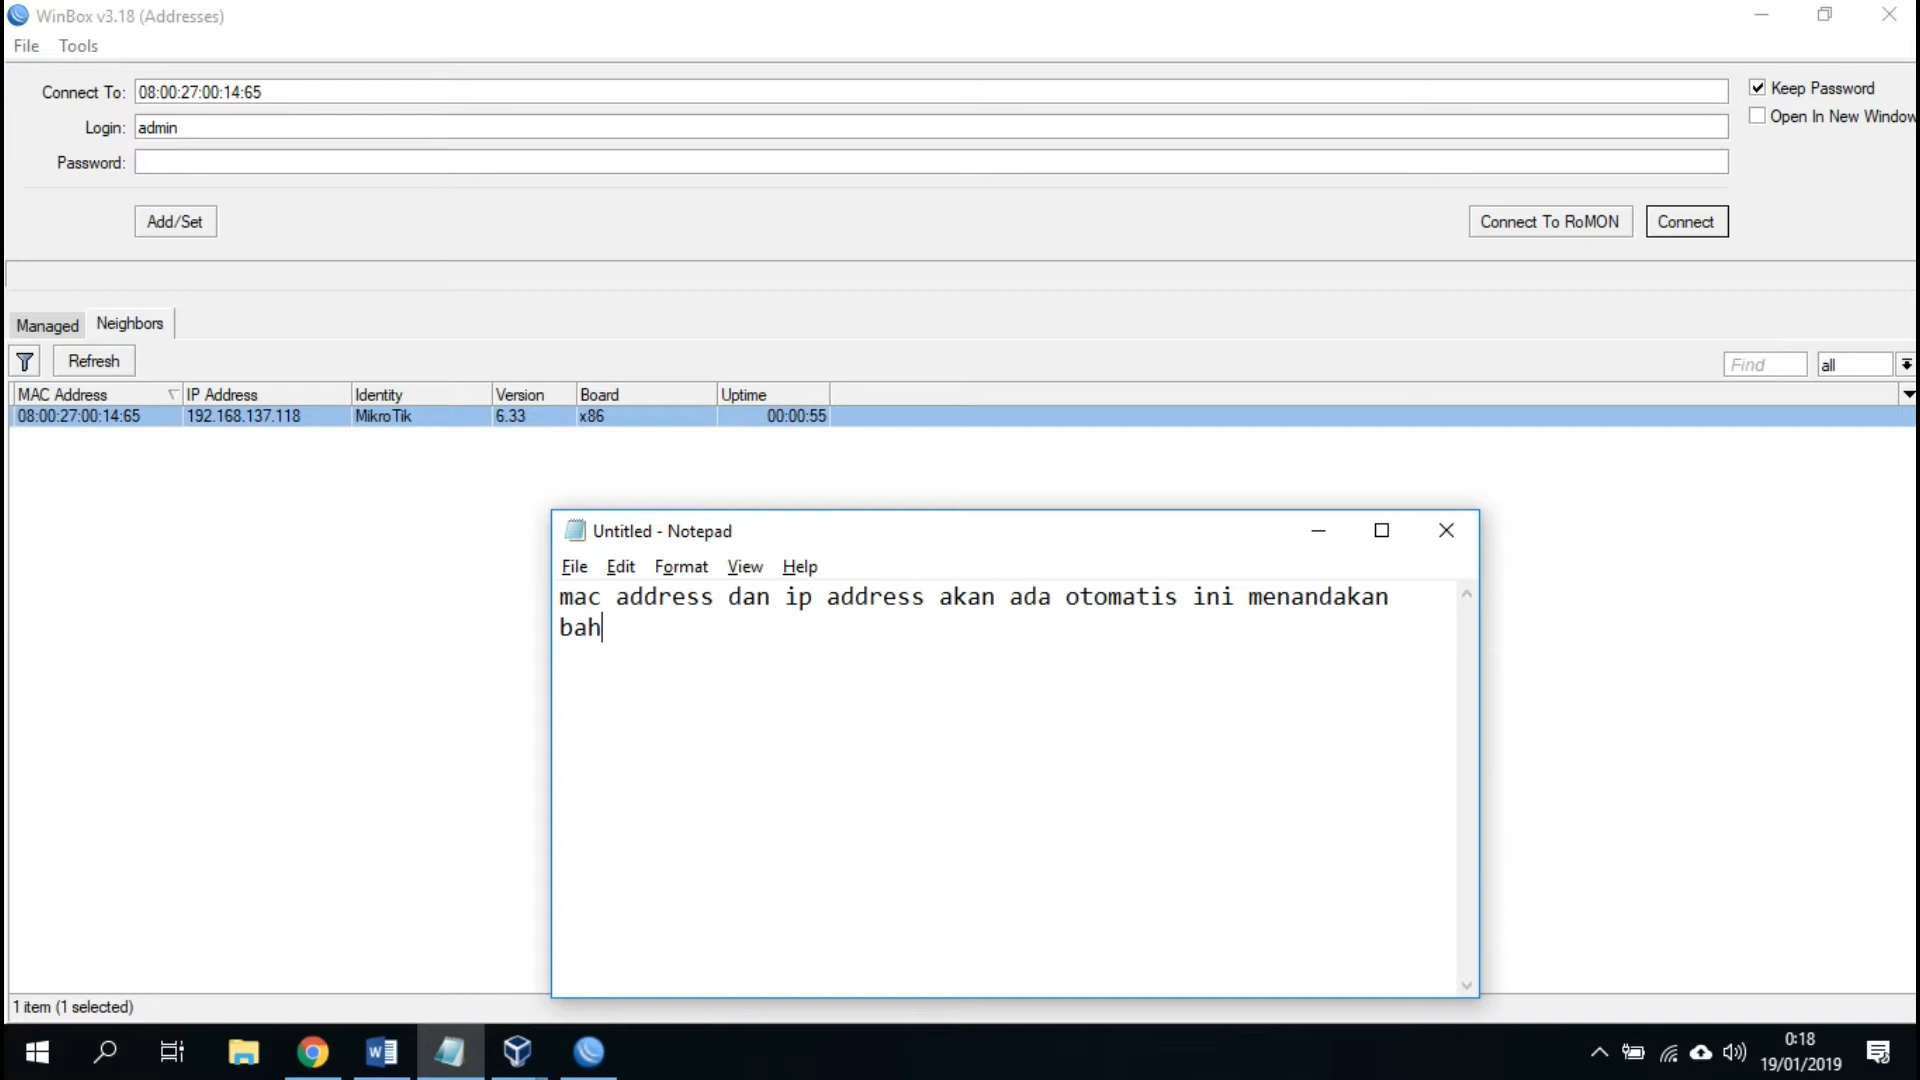 WinBox v3.18 (Addresses)
File Tools
Connect To: 08:00:27:00:14:65
Keep Password
Login: admin
Open In New Window
Password:
Add/Set
Connect To RoMON Connect
Managed Neighbors
Refresh
Find all
MAC Address IP Address Identity Version Board Uptime
08:00:27:00:14:65 192.168.137.118 MikroTik 6.33 x86 00:00:55
Untitled - Notepad
File Edit Format View Help
mac address dan ip address akan ada otomatis ini menandakan
bah
1 item (1 selected)
0:18
19/01/2019